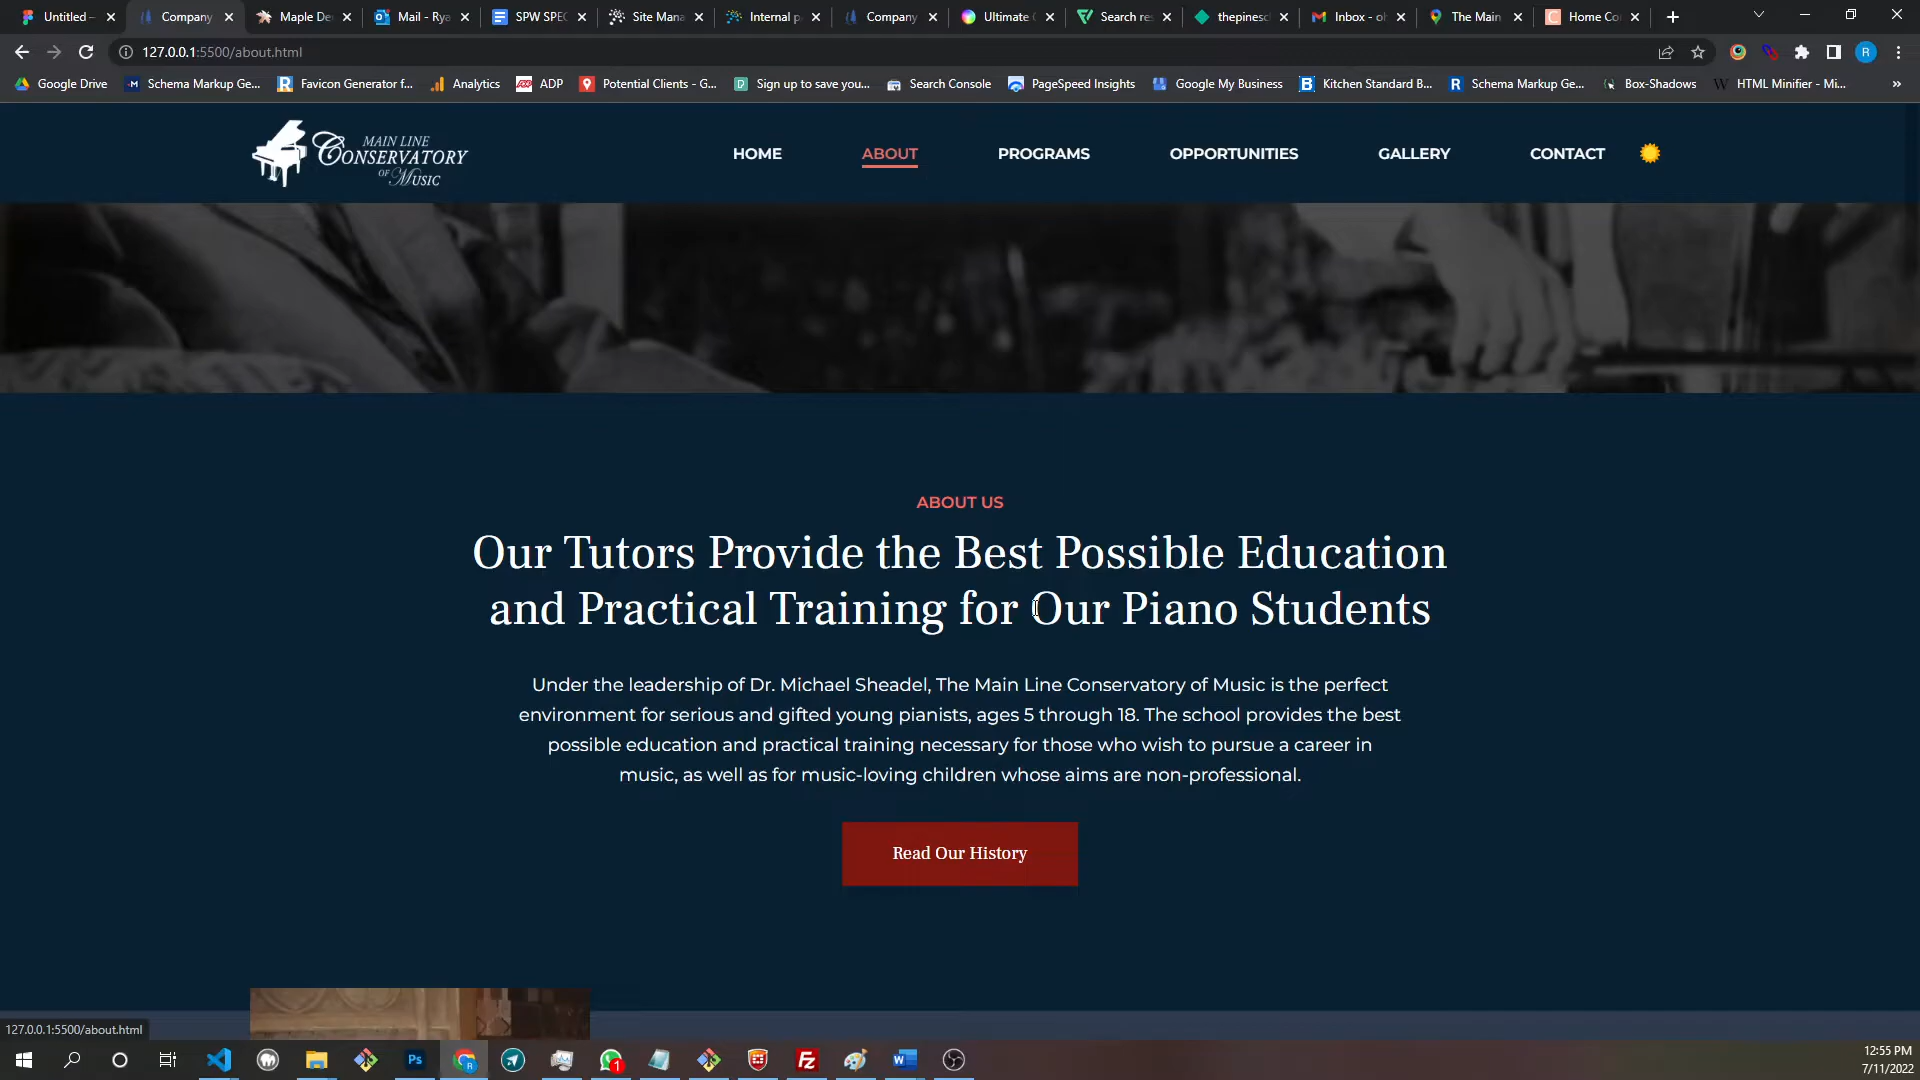 Untitled –
Company
Maple De
Mail - Rya
SPW SPEC
Site Mana
Internal p
Company
Ultimate
Search res
thepinesc
Inbox - o
The Main
Home Co
127.0.0.1:5500/about.html
R
Google Drive
Schema Markup Ge...
Favicon Generator f...
Analytics
ADP
Potential Clients - G...
Sign up to save you...
Search Console
PageSpeed Insights
Google My Business
Kitchen Standard B...
Schema Markup Ge...
Box-Shadows
HTML Minifier - Mi...
»
MAIN LINE
CONSERVATORY
OF MUSIC
HOME
ABOUT
PROGRAMS
OPPORTUNITIES
GALLERY
CONTACT
ABOUT US
Our Tutors Provide the Best Possible Education
and Practical Training for Our Piano Students
Under the leadership of Dr. Michael Sheadel, The Main Line Conservatory of Music is the perfect
environment for serious and gifted young pianists, ages 5 through 18. The school provides the best
possible education and practical training necessary for those who wish to pursue a career in
music, as well as for music-loving children whose aims are non-professional.
Read Our History
127.0.0.1:5500/about.html
Ps
1
12:55 PM
7/11/2022